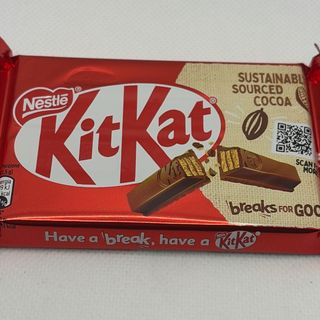 Nestlé
KitKat
SUSTAINABL
SOURCED
COCOA
SCAN
MOR
breaks FOR GOO
Have a break, have a KitKat